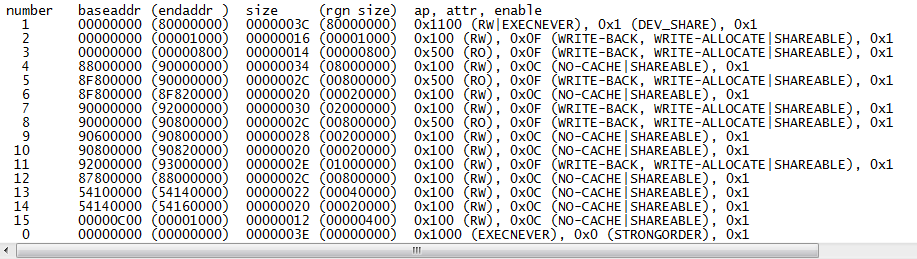 number baseaddr (endaddr ) size (rgn size) ap, attr, enable
1 00000000 (80000000) 0000003C (80000000) 0x1100 (RW|EXECNEVER), 0x1 (DEV_SHARE), 0x1
2 00000000 (00001000) 00000016 (00001000) 0x100 (RW), 0x0F (WRITE-BACK, WRITE-ALLOCATE|SHAREABLE), 0x1
3 00000000 (00000800) 00000014 (00000800) 0x500 (RO), 0x0F (WRITE-BACK, WRITE-ALLOCATE|SHAREABLE), 0x1
4 88000000 (90000000) 00000034 (08000000) 0x100 (RW), 0x0C (NO-CACHE|SHAREABLE), 0x1
5 8F800000 (90000000) 0000002C (00800000) 0x500 (RO), 0x0F (WRITE-BACK, WRITE-ALLOCATE|SHAREABLE), 0x1
6 8F800000 (8F820000) 00000020 (00020000) 0x100 (RW), 0x0C (NO-CACHE|SHAREABLE), 0x1
7 90000000 (92000000) 00000030 (02000000) 0x100 (RW), 0x0F (WRITE-BACK, WRITE-ALLOCATE|SHAREABLE), 0x1
8 90000000 (90800000) 0000002C (00800000) 0x500 (RO), 0x0F (WRITE-BACK, WRITE-ALLOCATE|SHAREABLE), 0x1
9 90600000 (90800000) 00000028 (00200000) 0x100 (RW), 0x0C (NO-CACHE|SHAREABLE), 0x1
10 90800000 (90820000) 00000020 (00020000) 0x100 (RW), 0x0C (NO-CACHE|SHAREABLE), 0x1
11 92000000 (93000000) 0000002E (01000000) 0x100 (RW), 0x0F (WRITE-BACK, WRITE-ALLOCATE|SHAREABLE), 0x1
12 87800000 (88000000) 0000002C (00800000) 0x100 (RW), 0x0C (NO-CACHE|SHAREABLE), 0x1
13 54100000 (54140000) 00000022 (00040000) 0x100 (RW), 0x0C (NO-CACHE|SHAREABLE), 0x1
14 54140000 (54160000) 00000020 (00020000) 0x100 (RW), 0x0C (NO-CACHE|SHAREABLE), 0x1
15 00000C00 (00001000) 00000012 (00000400) 0x100 (RW), 0x0C (NO-CACHE|SHAREABLE), 0x1
0 00000000 (00000000) 0000003E (00000000) 0x1000 (EXECNEVER), 0x0 (STRONGORDER), 0x1